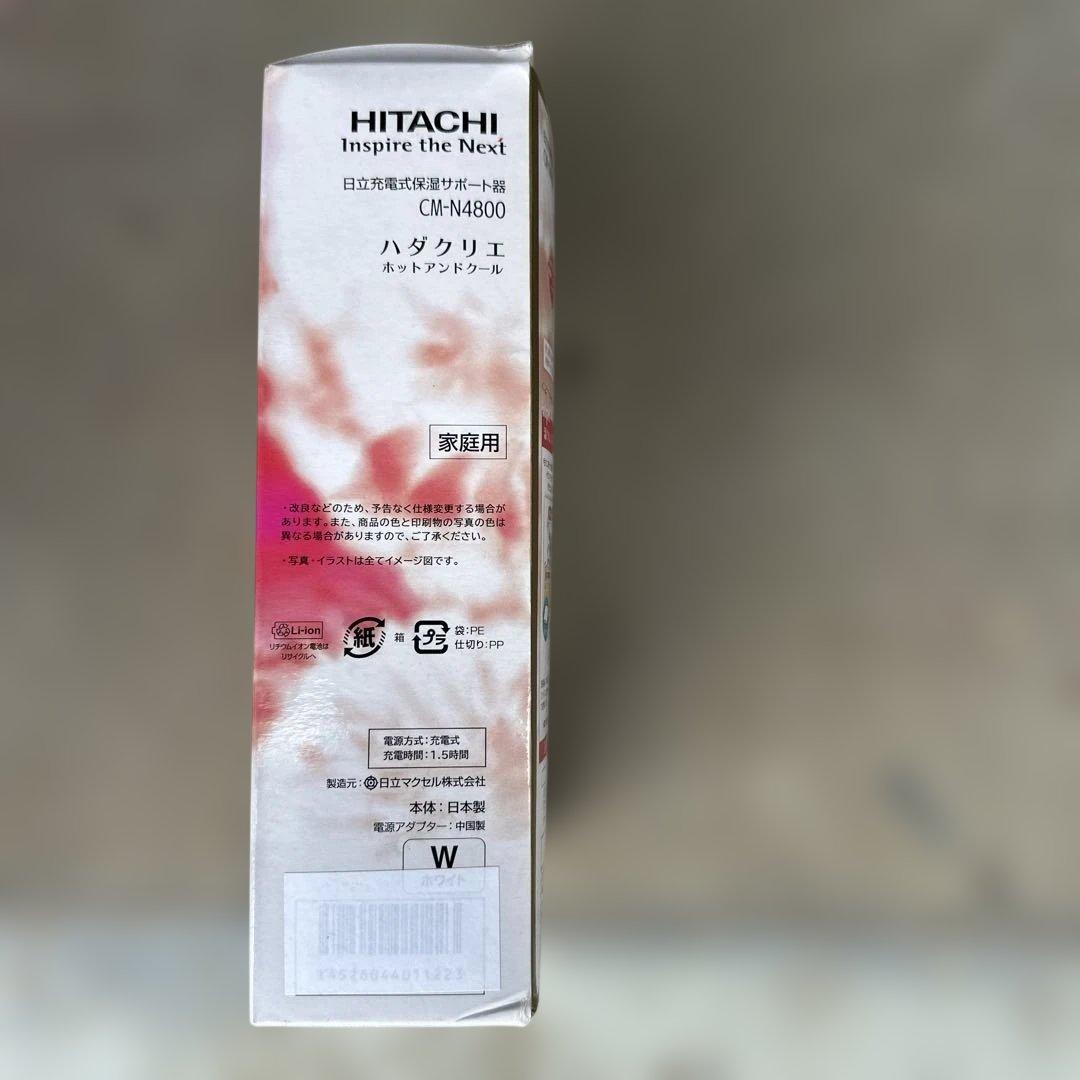 HITACHI
Inspire the Next
日立充電式保湿サポート器
CM-N4800
ハダクリエ
ホットアンドクール
家庭用
・改良などのため、予告なく仕様変更する場合が
あります。また、商品の色と印刷物の写真の色は
異なる場合がありますので、ご了承ください。
・写真・イラストは全てイメージ図です。
Li-ion
リチウムイオン電池は
リサイクルへ
紙
箱
プラ
袋:PE
仕切り:PP
電源方式:充電式
充電時間:1.5時間
製造元:日立マクセル株式会社
本体:日本製
電源アダプター:中国製
W
ホワイト